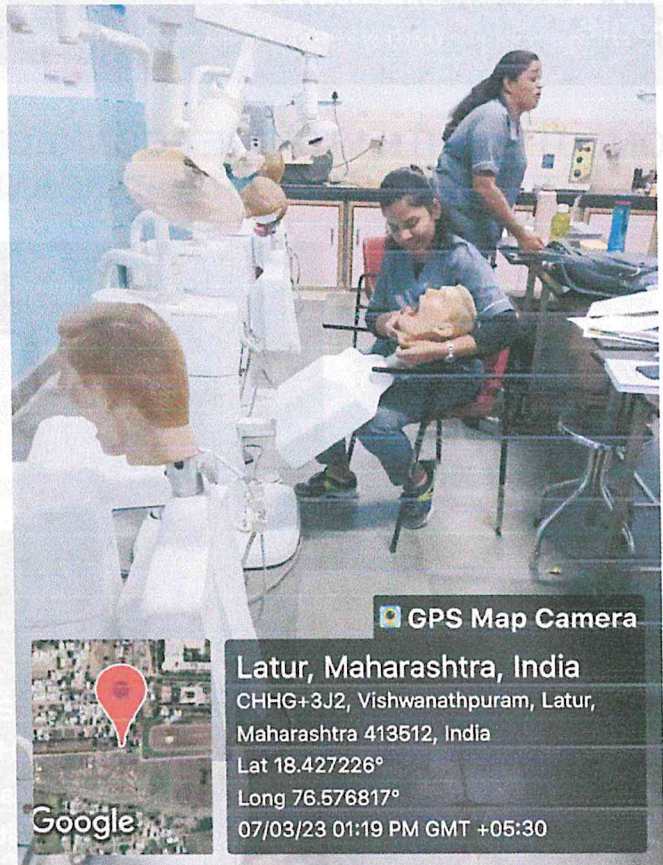 GPS Map Camera
Latur, Maharashtra, India
CHHG+3J2, Vishwanathpuram, Latur,
Maharashtra 413512, India
Lat 18.427226°
Long 76.576817°
07/03/23 01:19 PM GMT +05:30
Google